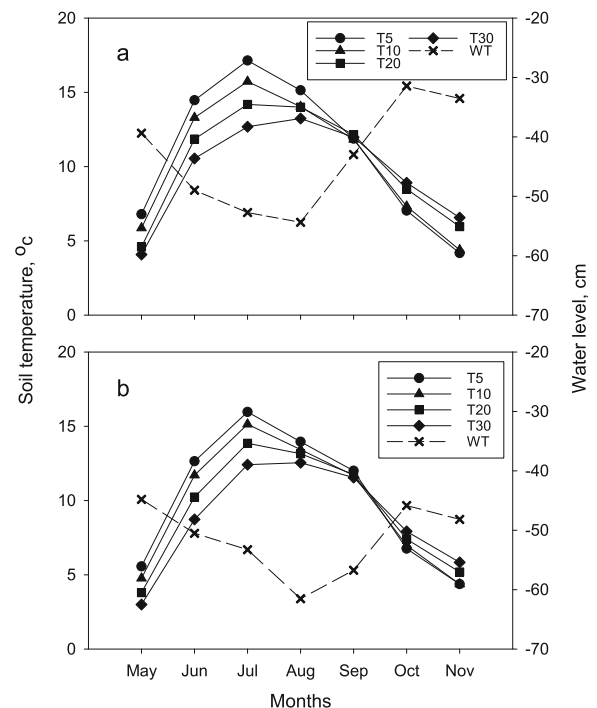 20
15
10
5
0
a
T5 T30
T10 WT
T20
-20
-30
-40
-50
-60
-70
Soil temperature, °C
Water level, cm
20
15
10
5
0
b
T5
T10
T20
T30
WT
-20
-30
-40
-50
-60
-70
May Jun Jul Aug Sep Oct Nov
Months